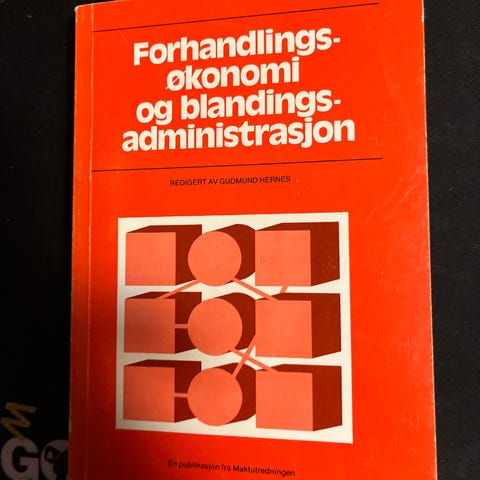 Forhandlings-
økonomi
og blandings-
administrasjon
REDIGERT AV GUDMUND HERNES
En publikasjon fra Maktutredningen